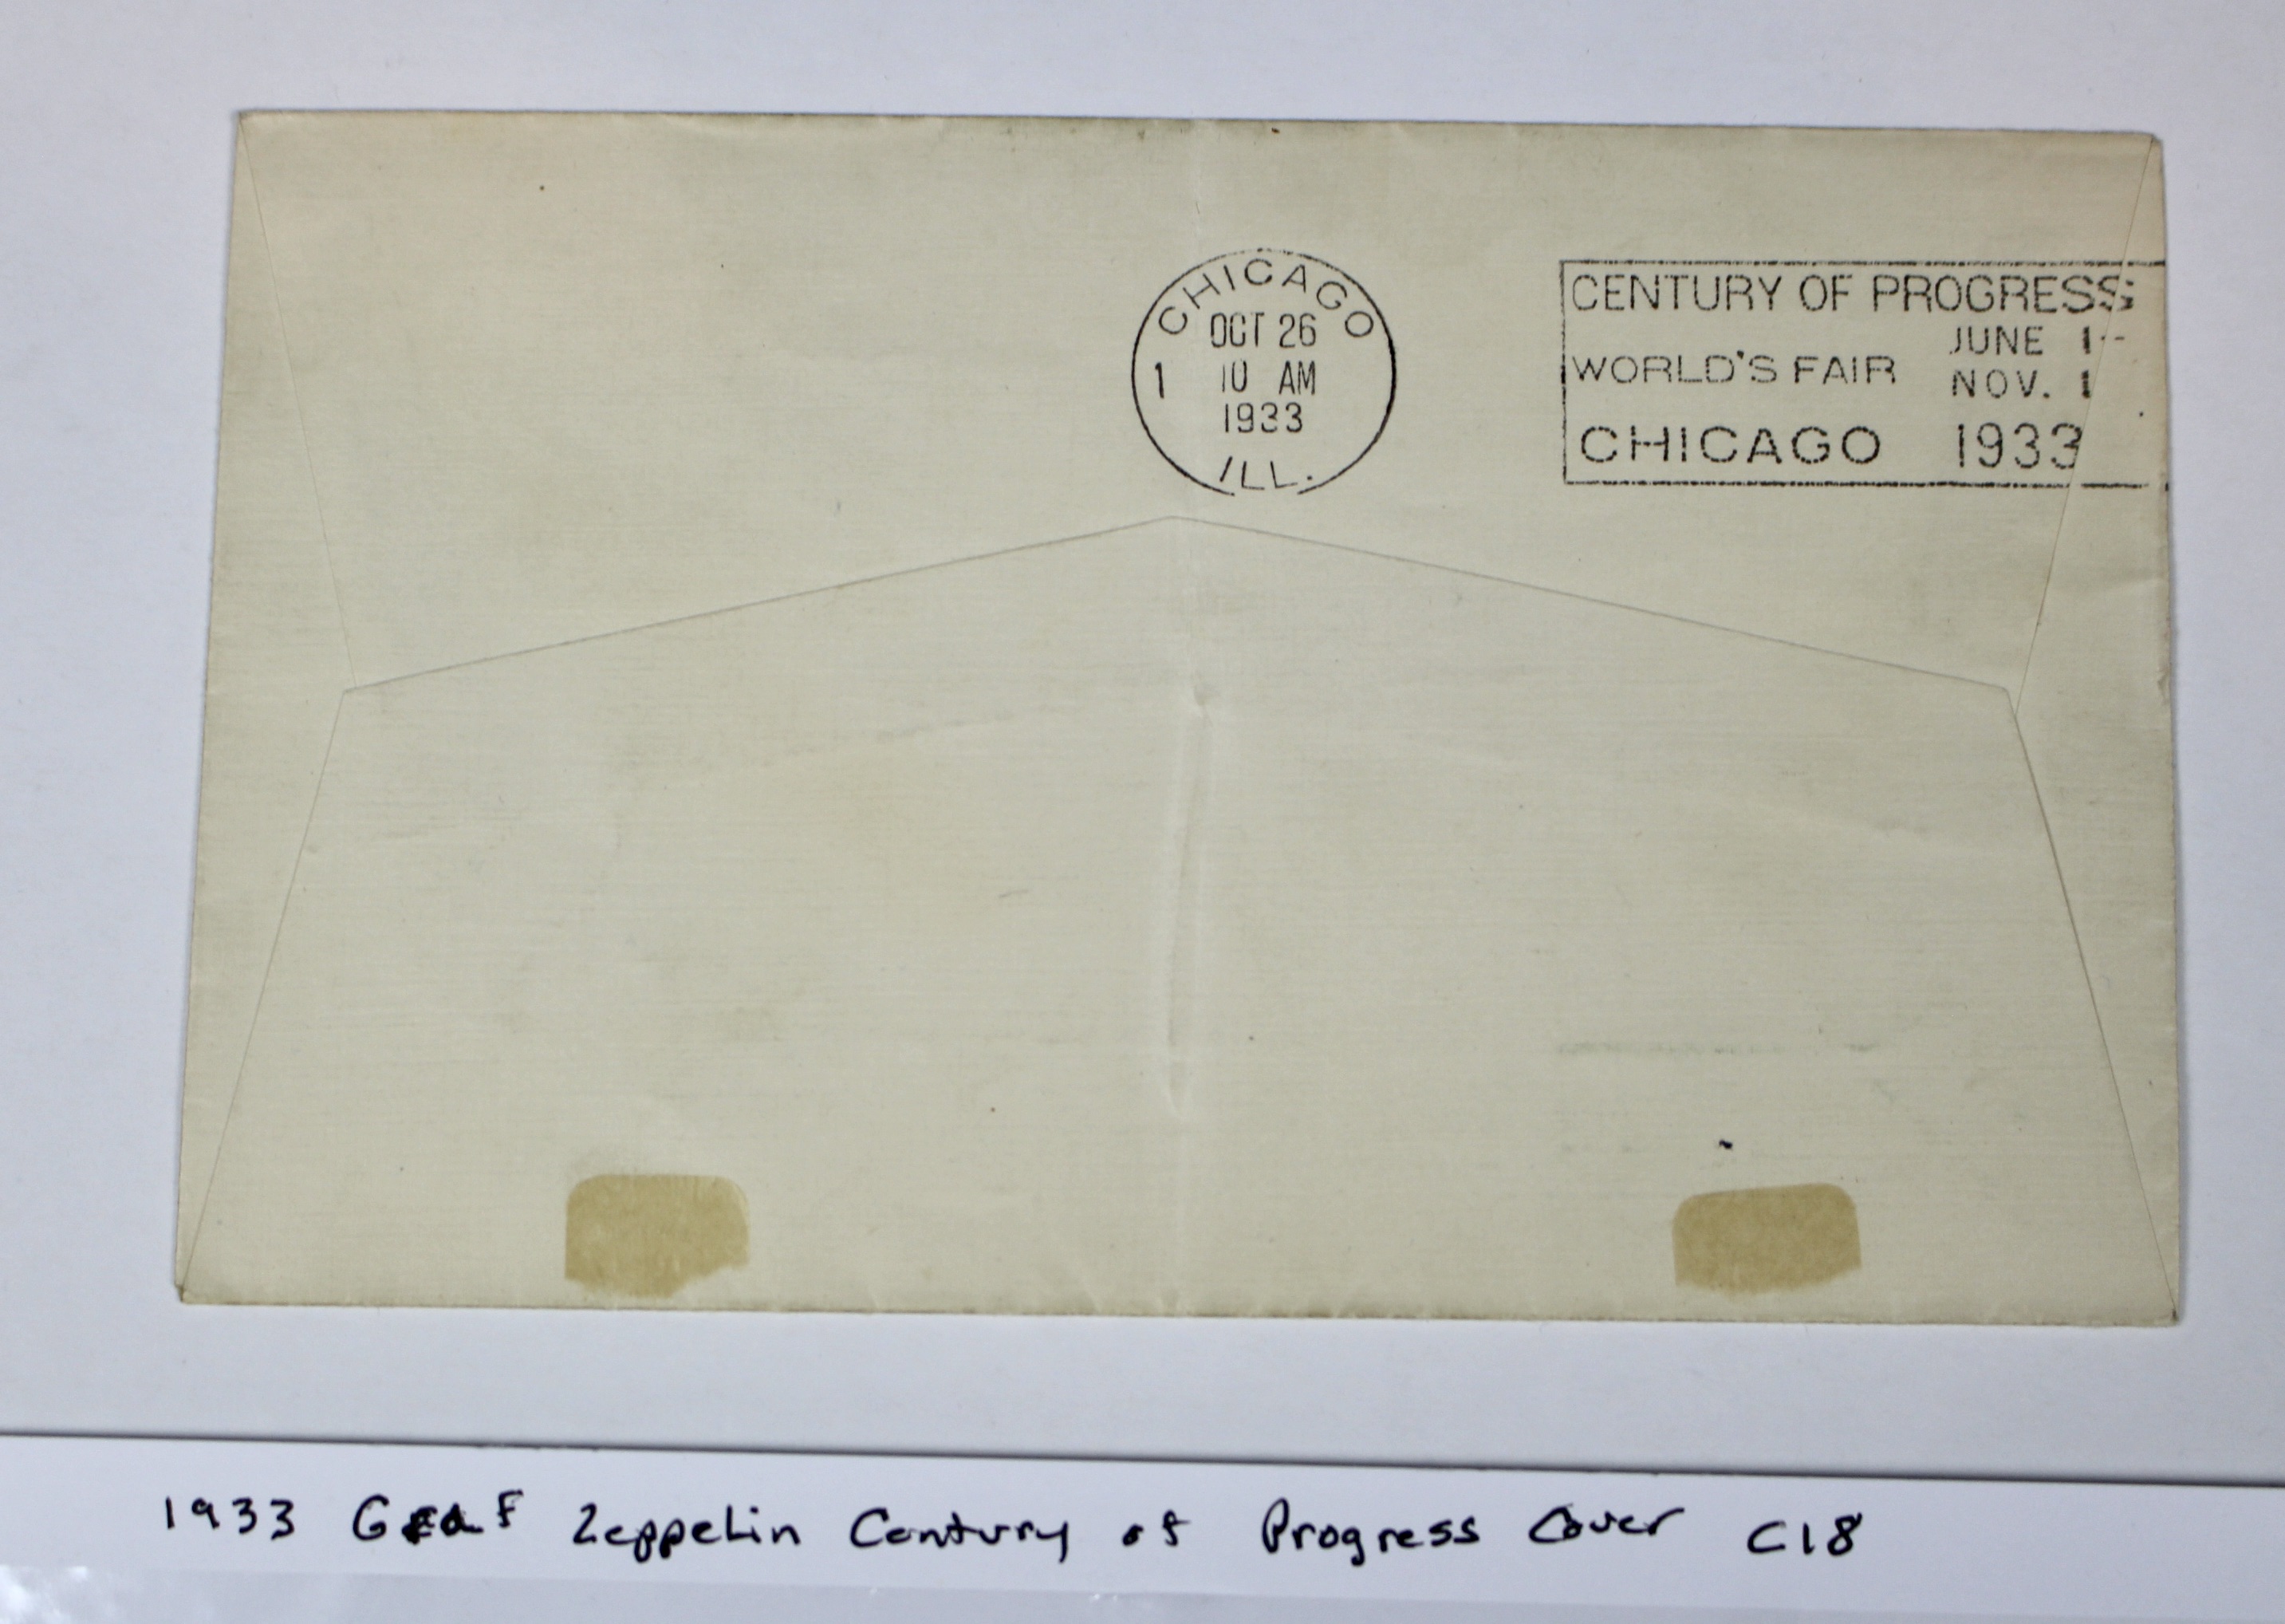 CHICAGO
OCT 26
1 10 AM
1933
ILL.
CENTURY OF PROGRESS
JUNE 1-
WORLD'S FAIR
NOV. 1
CHICAGO 1933
1933 Graf Zeppelin Century of Progress Cover C18